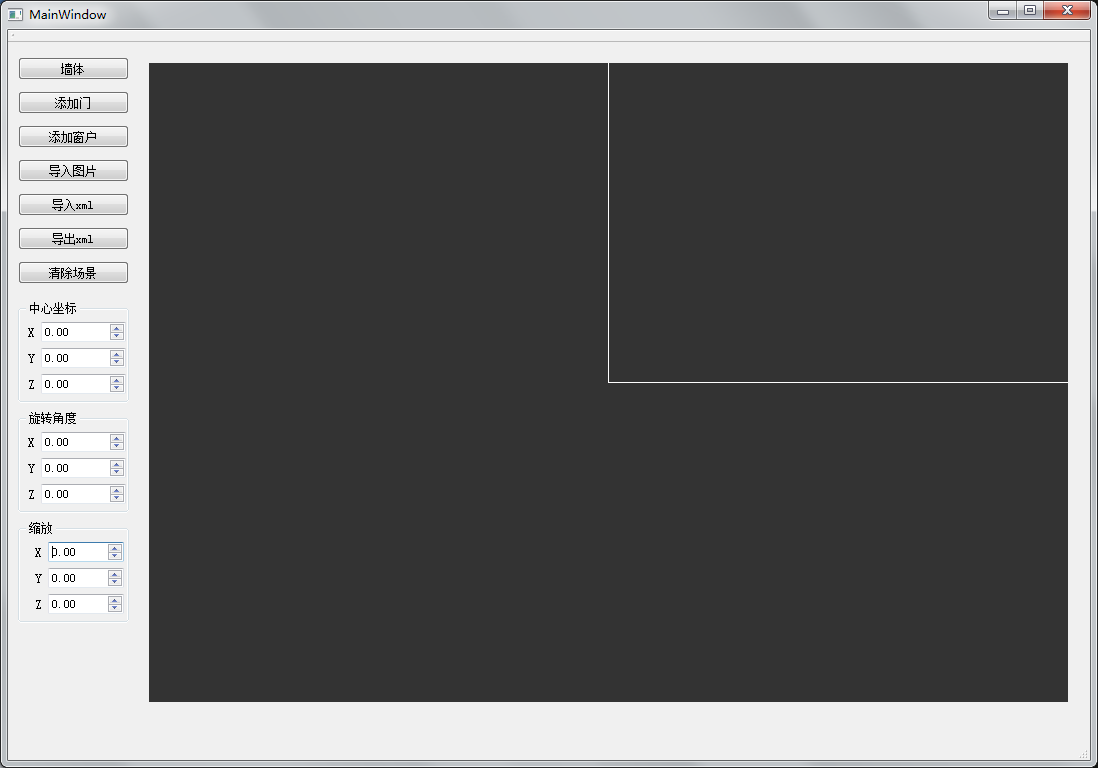 MainWindow
墙体
添加门
添加窗户
导入图片
导入xml
导出xml
清除场景
中心坐标
X 0.00
Y 0.00
Z 0.00
旋转角度
X 0.00
Y 0.00
Z 0.00
缩放
X 0.00
Y 0.00
Z 0.00